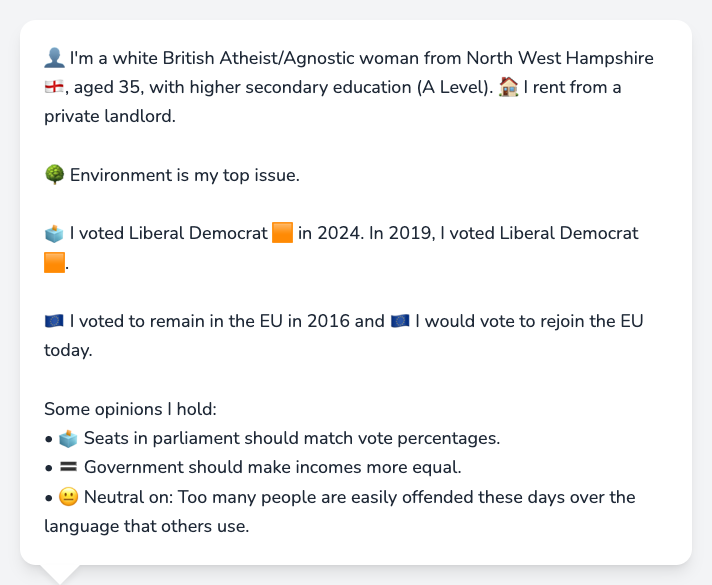 👤 I'm a white British Atheist/Agnostic woman from North West Hampshire
🏴󠁧󠁢󠁥󠁮󠁧󠁿, aged 35, with higher secondary education (A Level). 🏠 I rent from a
private landlord.
🌳 Environment is my top issue.
🗳️ I voted Liberal Democrat 🟧 in 2024. In 2019, I voted Liberal Democrat
🟧.
🇪🇺 I voted to remain in the EU in 2016 and 🇪🇺 I would vote to rejoin the EU
today.
Some opinions I hold:
• 🗳️ Seats in parliament should match vote percentages.
• 🟰 Government should make incomes more equal.
• 😐 Neutral on: Too many people are easily offended these days over the
language that others use.